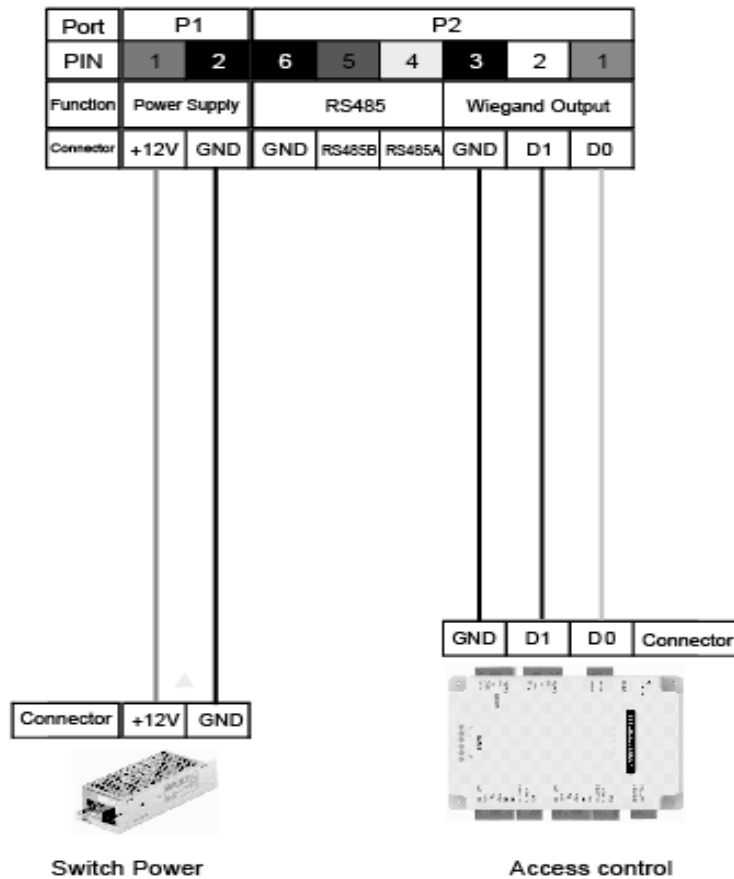 Port P1 P2
PIN 1 2 6 5 4 3 2 1
Function Power Supply RS485 Wiegand Output
Connector +12V GND GND RS485B RS485A GND D1 D0
GND D1 D0 Connector
Connector +12V GND
Switch Power
Access control